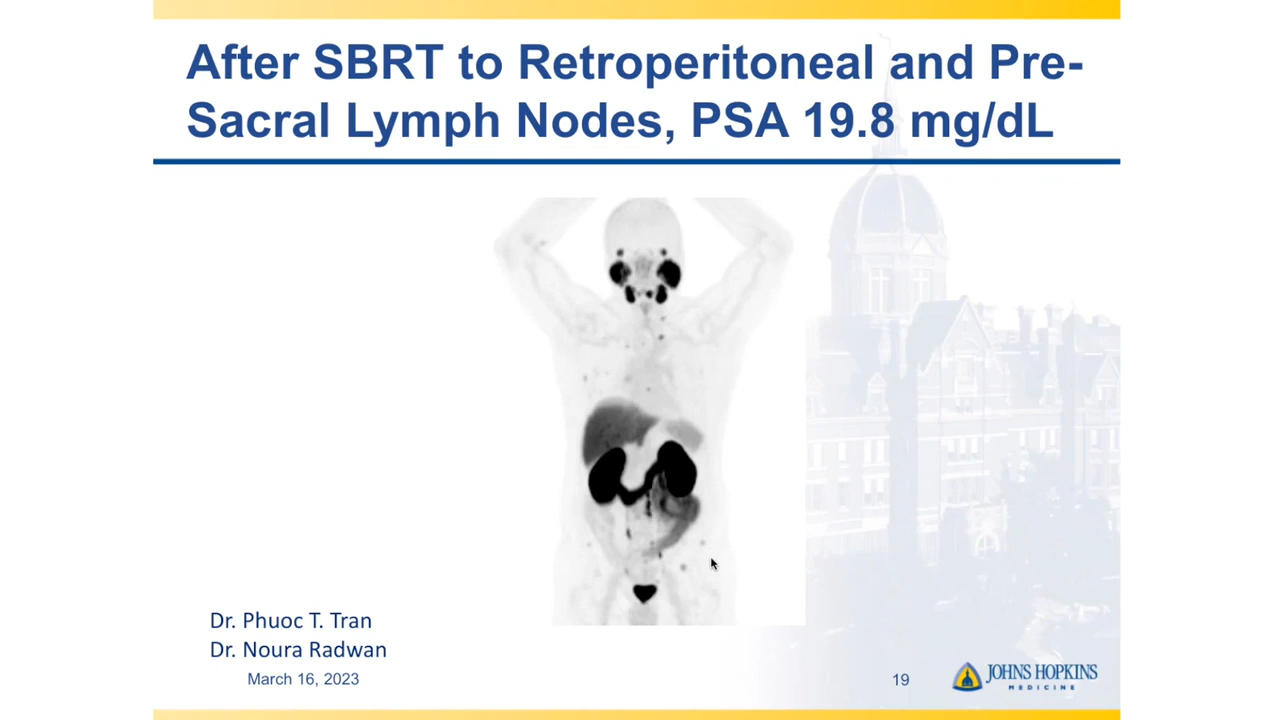 After SBRT to Retroperitoneal and Pre-
Sacral Lymph Nodes, PSA 19.8 mg/dL
Dr. Phuoc T. Tran
Dr. Noura Radwan
March 16, 2023
19
JOHNS HOPKINS
MEDICINE